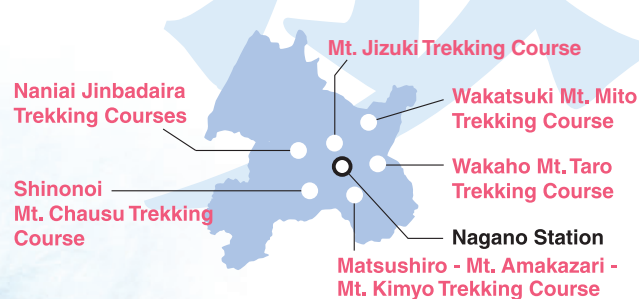 Mt. Jizuki Trekking Course
Naniai Jinbadaira
Trekking Courses
Wakatsuki Mt. Mito
Trekking Course
Wakaho Mt. Taro
Trekking Course
Shinonoi
Mt. Chausu Trekking
Course
Nagano Station
Matsushiro - Mt. Amakazari -
Mt. Kimyo Trekking Course